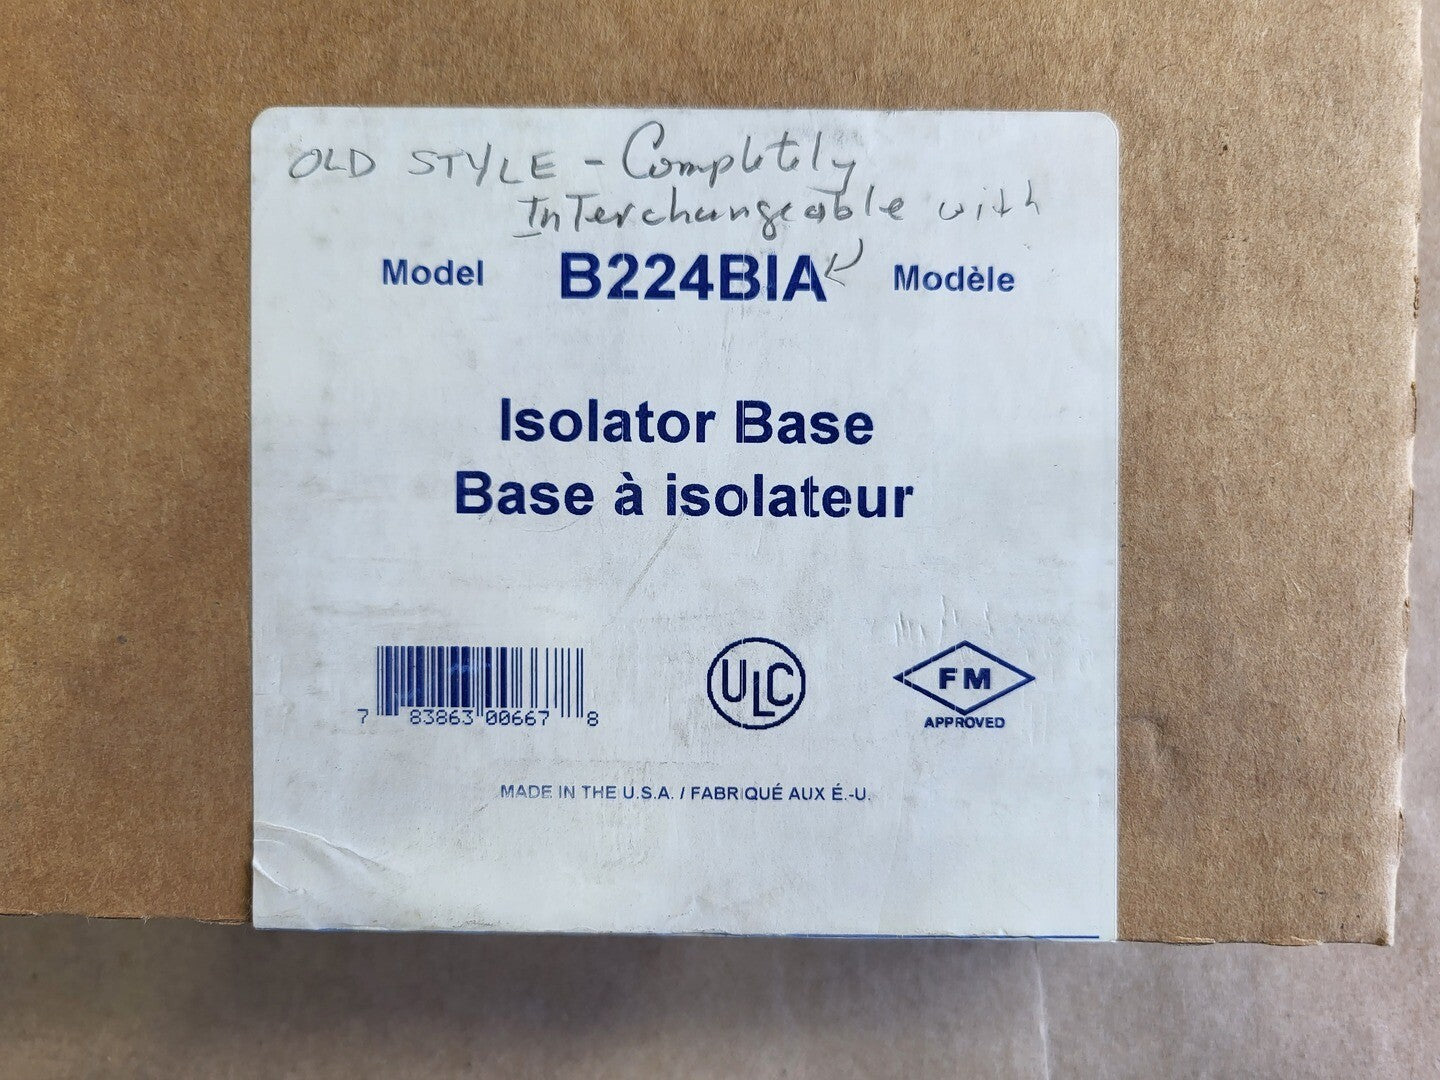 OLD STYLE - Completely
InTerchangeable with
Model B224BIA Modèle
Isolator Base
Base à isolateur
7 83863 00667 8
ULC
FM
APPROVED
MADE IN THE U.S.A. / FABRIQUÉ AUX É.-U.